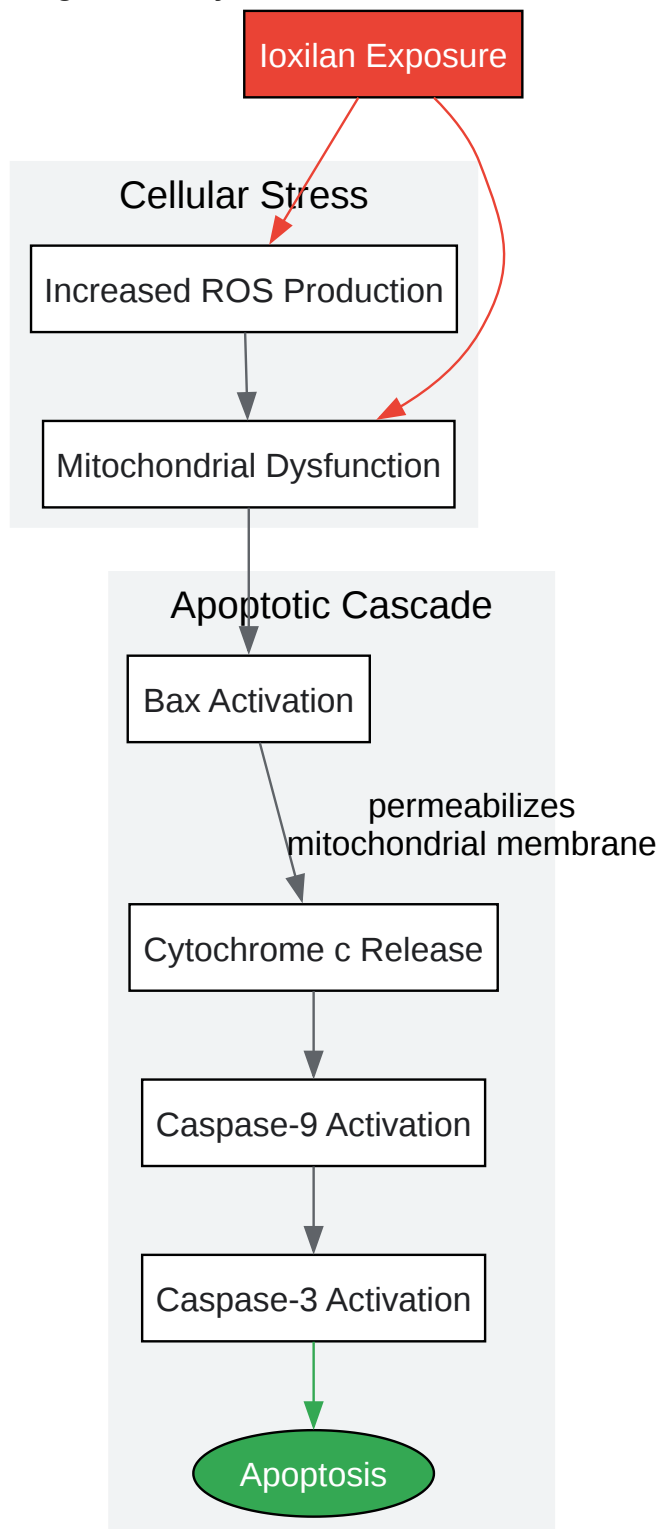 Ioxilan Exposure
Cellular Stress
Increased ROS Production
Mitochondrial Dysfunction
Apoptotic Cascade
Bax Activation
permeabilizes
mitochondrial membrane
Cytochrome c Release
Caspase-9 Activation
Caspase-3 Activation
Apoptosis